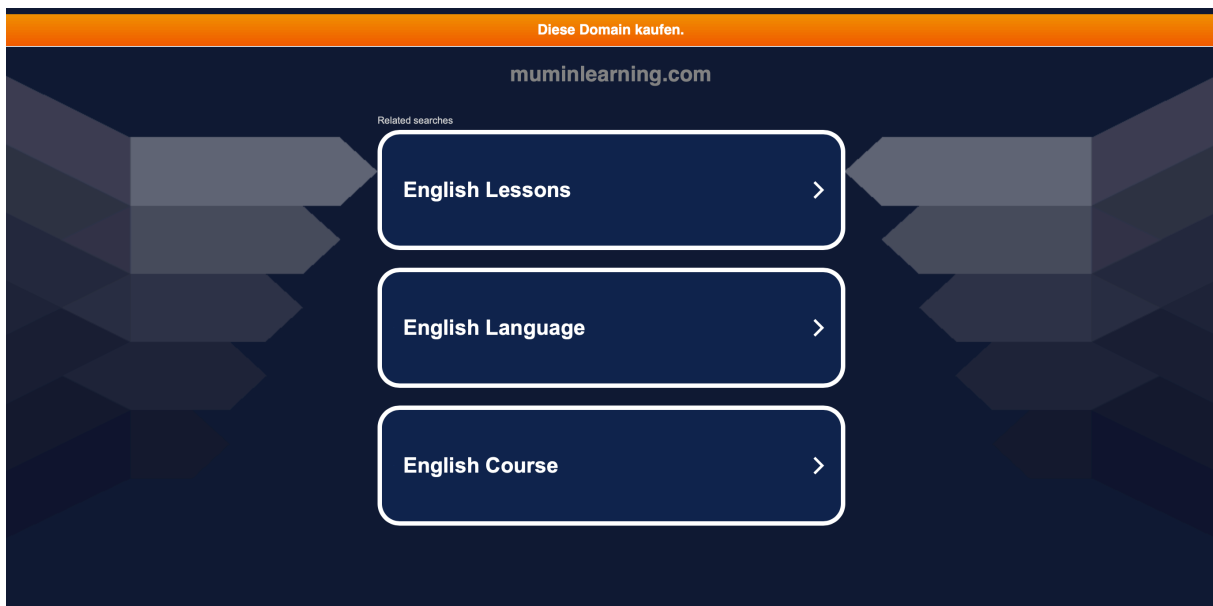 Diese Domain kaufen.
muminlearning.com
Related searches
English Lessons
English Language
English Course